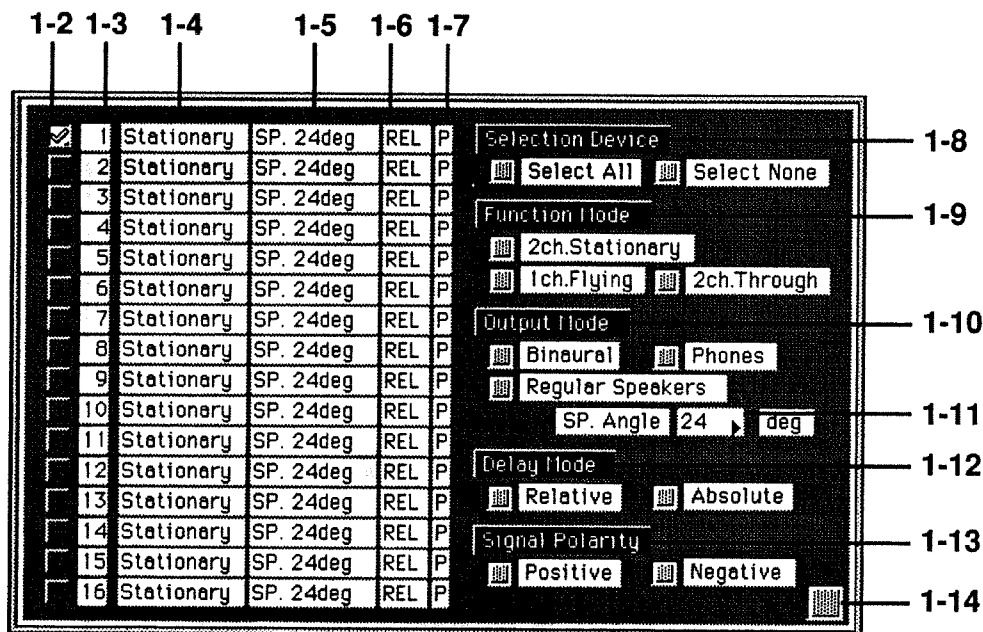 1-2 1-3 1-4 1-5 1-6 1-7
1 Stationary SP. 24deg REL P
2 Stationary SP. 24deg REL P
3 Stationary SP. 24deg REL P
4 Stationary SP. 24deg REL P
5 Stationary SP. 24deg REL P
6 Stationary SP. 24deg REL P
7 Stationary SP. 24deg REL P
8 Stationary SP. 24deg REL P
9 Stationary SP. 24deg REL P
10 Stationary SP. 24deg REL P
11 Stationary SP. 24deg REL P
12 Stationary SP. 24deg REL P
13 Stationary SP. 24deg REL P
14 Stationary SP. 24deg REL P
15 Stationary SP. 24deg REL P
16 Stationary SP. 24deg REL P
Selection Device 1-8
Select All Select None
Function Mode 1-9
2ch.Stationary
1ch.Flying 2ch.Through
Output Mode 1-10
Binaural Phones
Regular Speakers
SP. Angle 24 deg 1-11
Delay Mode 1-12
Relative Absolute
Signal Polarity 1-13
Positive Negative
1-14